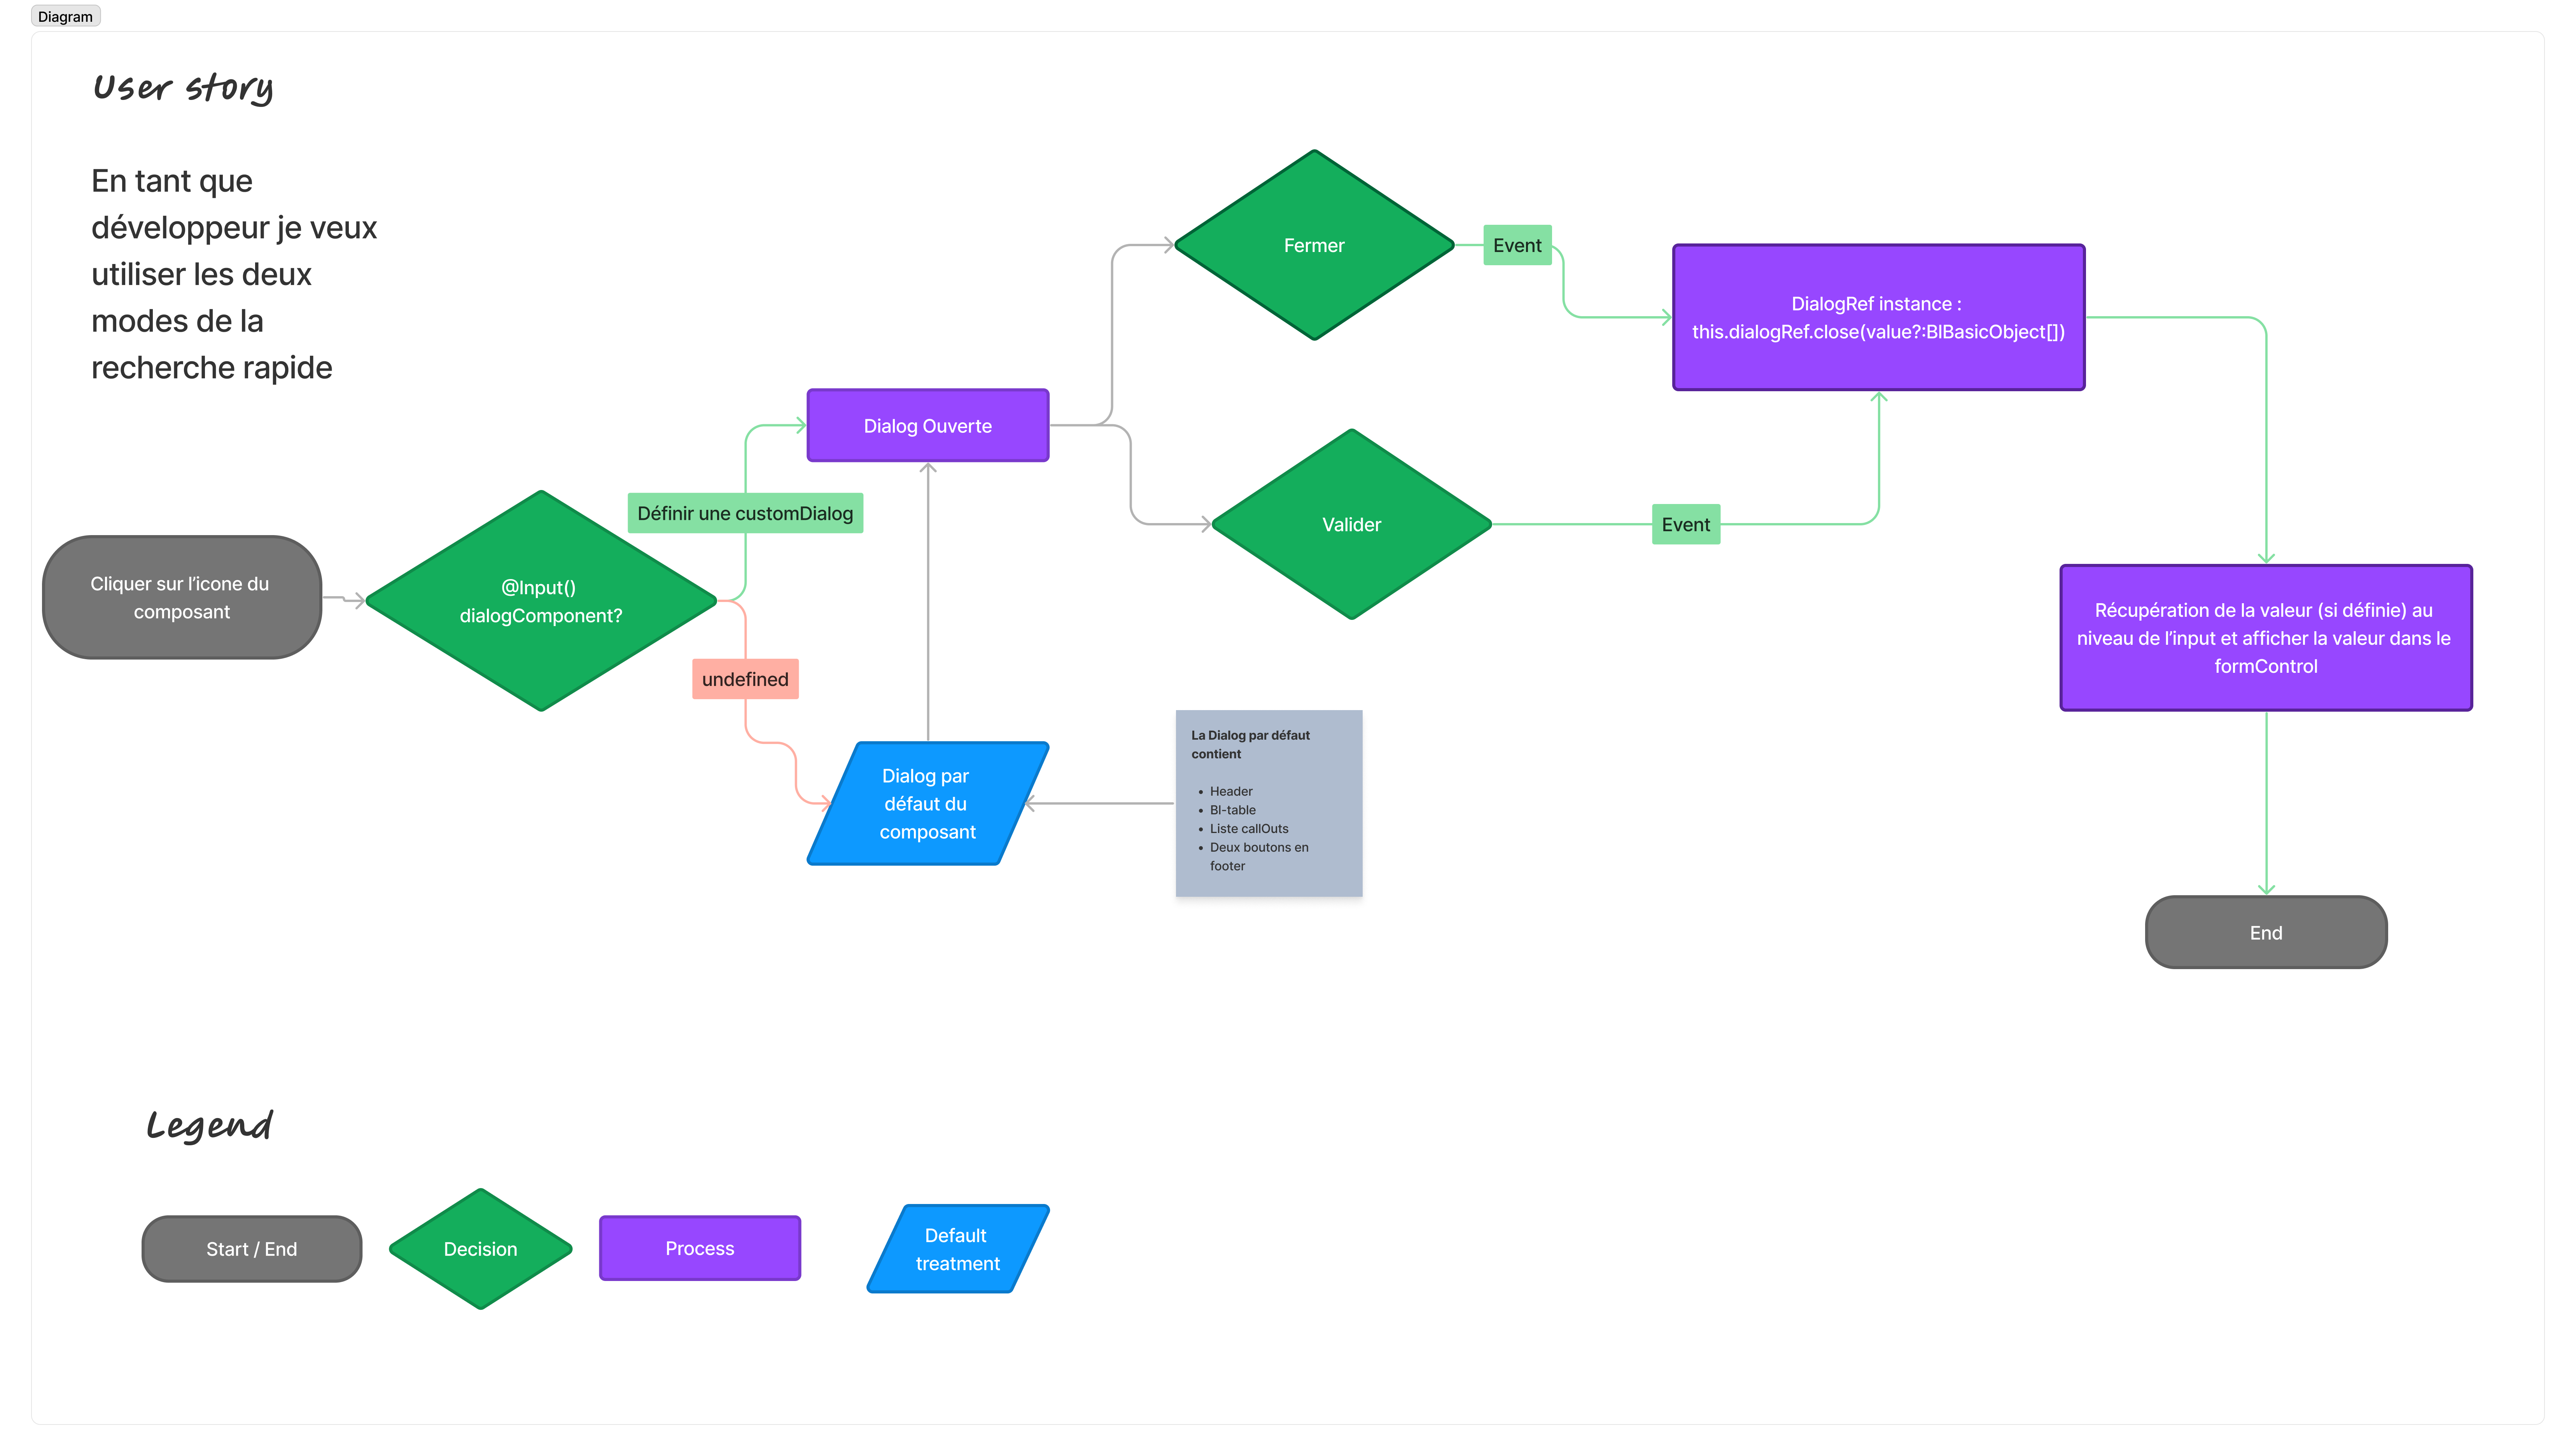 Diagram
User story
En tant que
développeur je veux
utiliser les deux
modes de la
recherche rapide
Cliquer sur l’icone du
composant
@Input()
dialogComponent?
Définir une customDialog
undefined
Dialog Ouverte
Dialog par
défaut du
composant
La Dialog par défaut
contient
• Header
• Bl-table
• Liste callOuts
• Deux boutons en
footer
Fermer
Event
Valider
Event
DialogRef instance :
this.dialogRef.close(value?:BlBasicObject[])
Récupération de la valeur (si définie) au
niveau de l’input et afficher la valeur dans le
formControl
End
Legend
Start / End
Decision
Process
Default
treatment